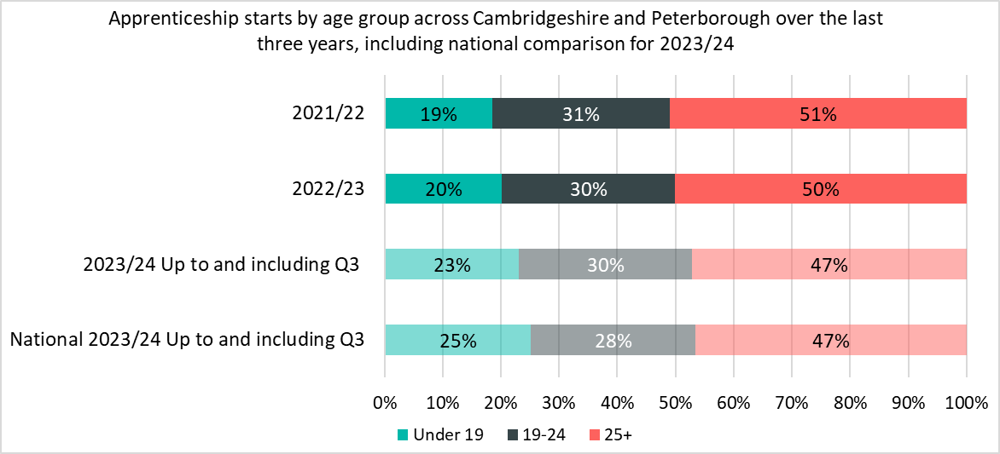 Apprenticeship starts by age group across Cambridgeshire and Peterborough over the last
three years, including national comparison for 2023/24
2021/22 19% 31% 51%
2022/23 20% 30% 50%
2023/24 Up to and including Q3 23% 30% 47%
National 2023/24 Up to and including Q3 25% 28% 47%
0% 10% 20% 30% 40% 50% 60% 70% 80% 90% 100%
Under 19 19-24 25+